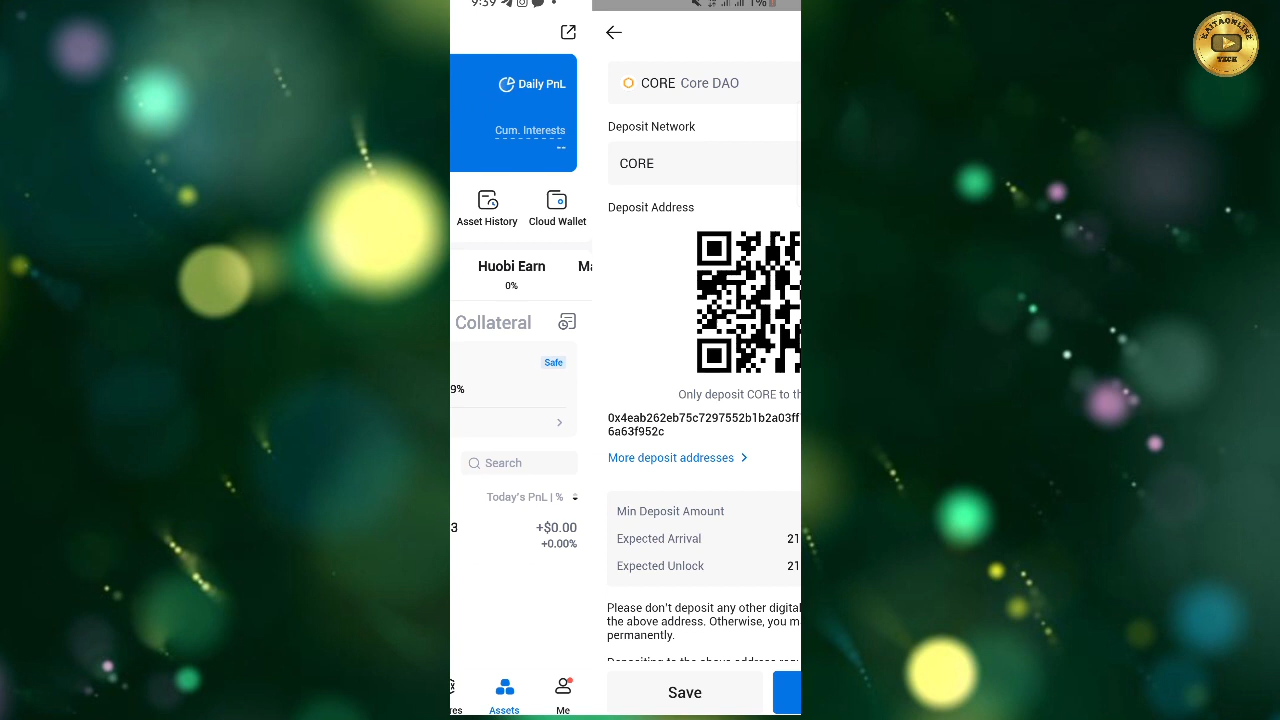 9:39
1%
Daily PnL
Cum. Interests
--
Asset History
Cloud Wallet
Huobi Earn
0%
Collateral
Safe
9%
Search
Today's PnL | %
3
+$0.00
+0.00%
Assets
Me
CORE Core DAO
Deposit Network
CORE
Deposit Address
Only deposit CORE to
0x4eab262eb75c7297552b1b2a03ff
6a63f952c
More deposit addresses
Min Deposit Amount
Expected Arrival 21
Expected Unlock 21
Please don't deposit any other digital
the above address. Otherwise, you
permanently.
Save
KAITAONLINE
TECH